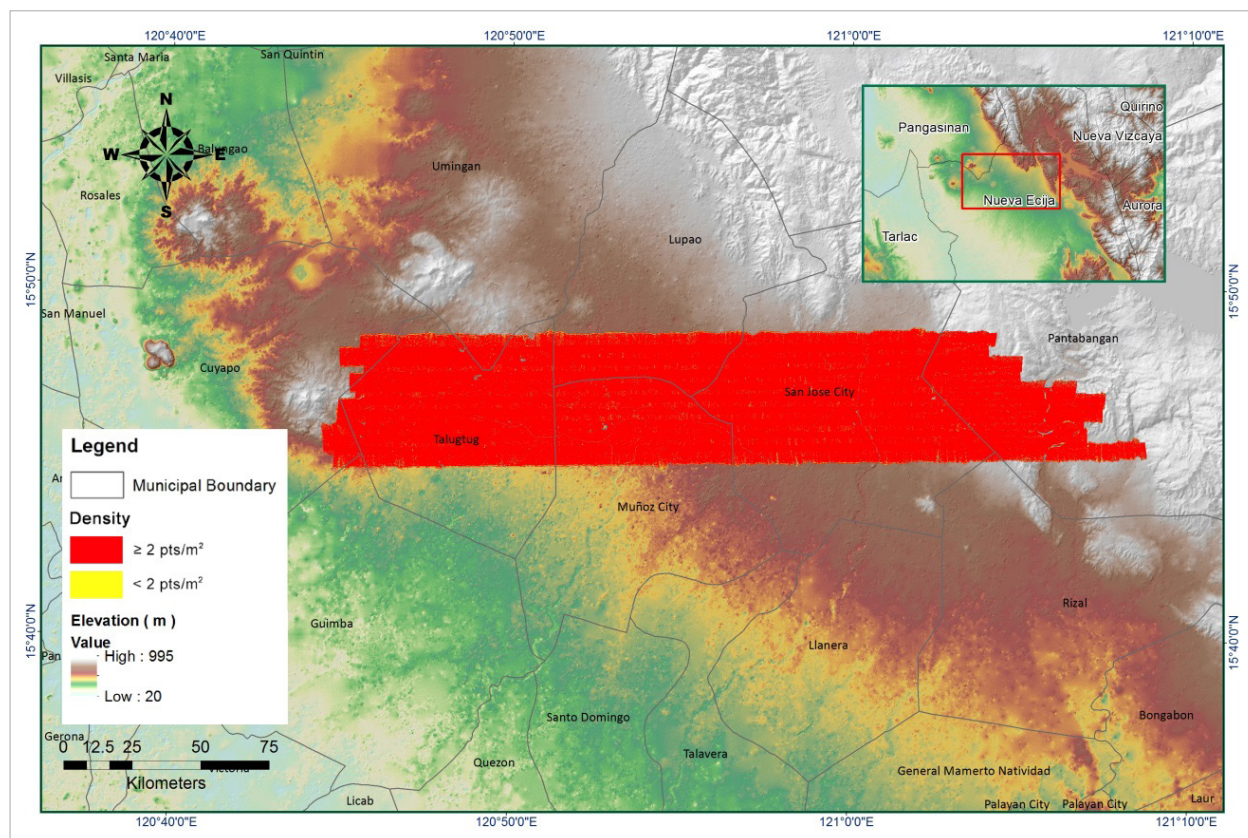 120°40'0"E
120°50'0"E
121°0'0"E
121°10'0"E
Santa Maria
San Quintin
Villasis
N
W
E
S
Balungao
Umingan
Rosales
Lupao
Quirino
Pangasinan
Nueva Vizcaya
Nueva Ecija
Aurora
Tarlac
15°50'0"N
15°50'0"N
San Manuel
Cuyapo
Pantabangan
San Jose City
Talugtug
Muñoz City
Legend
Municipal Boundary
Density
≥ 2 pts/m²
< 2 pts/m²
Elevation ( m )
Value
High : 995
Low : 20
Guimba
Rizal
Llanera
15°40'0"N
15°40'0"N
Santo Domingo
Bongabon
Gerona
0 12.5 25 50 75
Kilometers
Victoria
Quezon
Talavera
General Mamerto Natividad
Licab
Palayan City
Palayan City
Laur
120°40'0"E
120°50'0"E
121°0'0"E
121°10'0"E